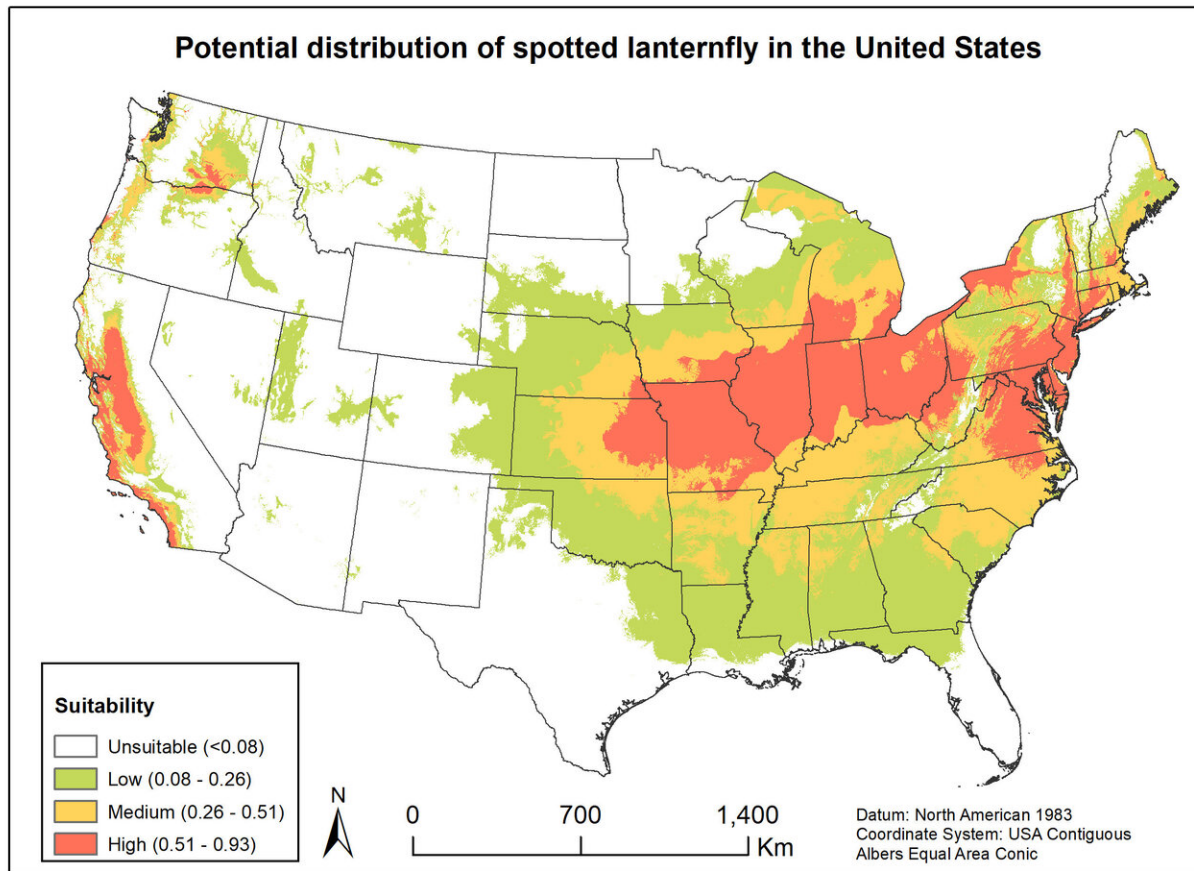 Potential distribution of spotted lanternfly in the United States
Suitability
Unsuitable (<0.08)
Low (0.08 - 0.26)
Medium (0.26 - 0.51)
High (0.51 - 0.93)
N
0 700 1,400
Km
Datum: North American 1983
Coordinate System: USA Contiguous
Albers Equal Area Conic